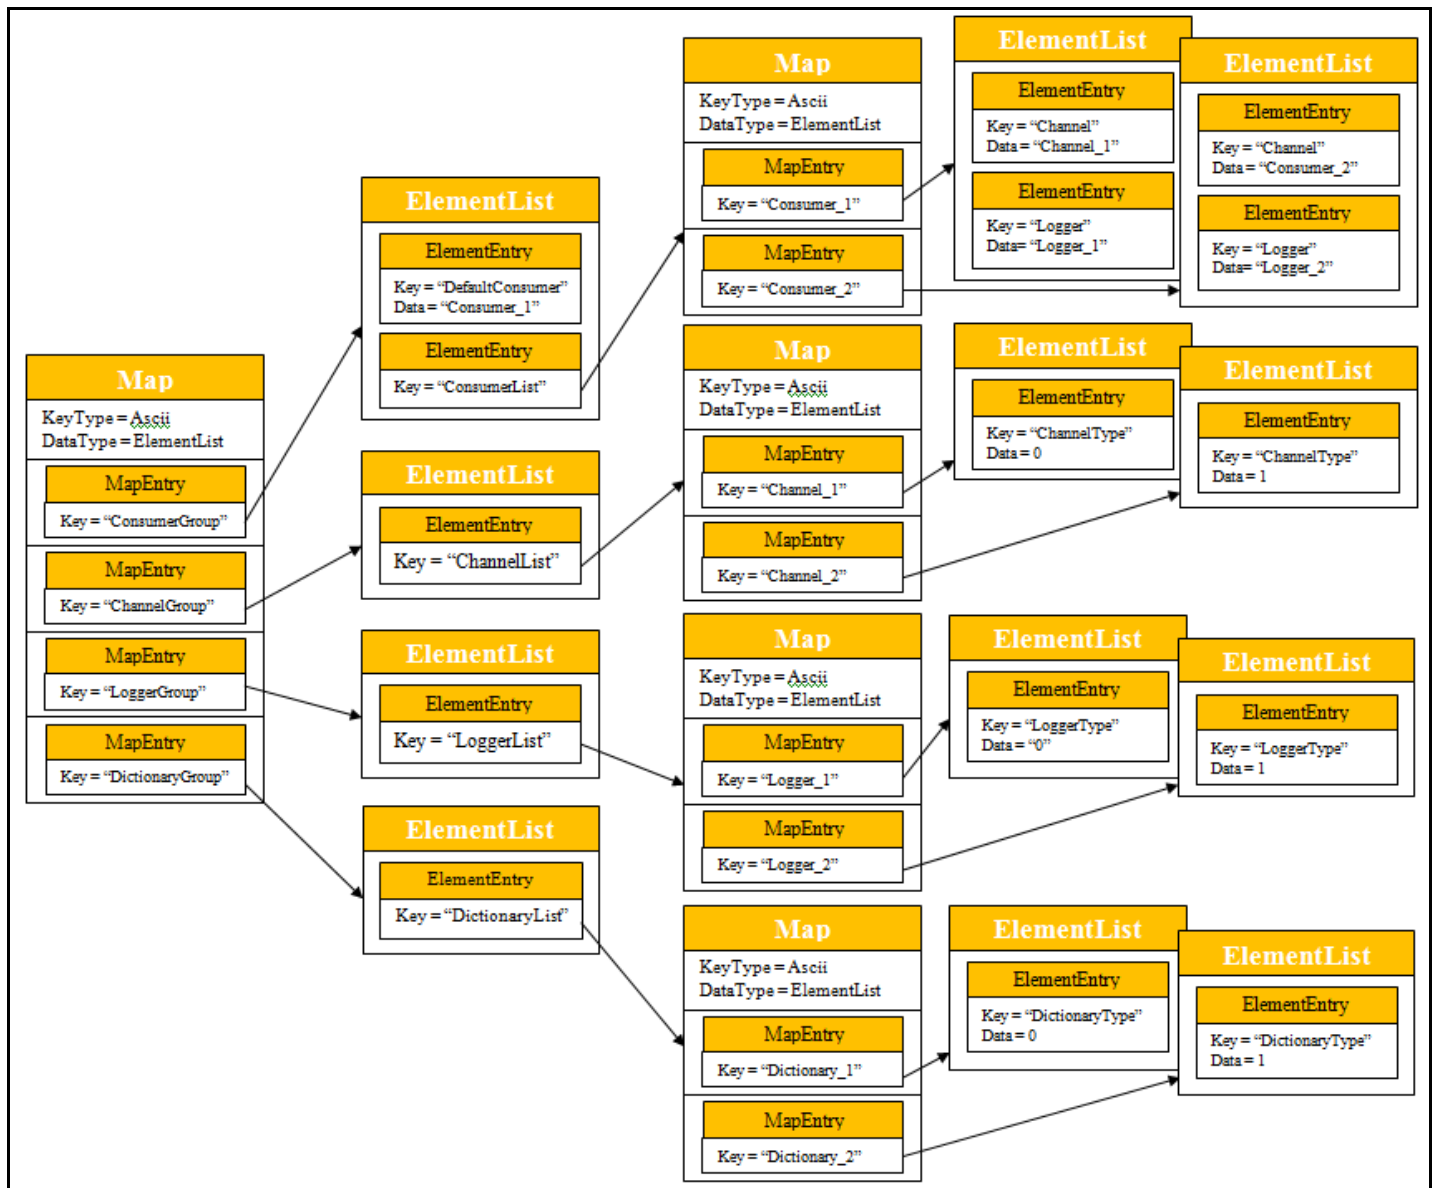 Map
KeyType = Ascii
DataType = ElementList
MapEntry
Key = “ConsumerGroup”
MapEntry
Key = “ChannelGroup”
MapEntry
Key = “LoggerGroup”
MapEntry
Key = “DictionaryGroup”
ElementList
ElementEntry
Key = “DefaultConsumer”
Data = “Consumer_1”
ElementEntry
Key = “ConsumerList”
ElementList
ElementEntry
Key = “ChannelList”
ElementList
ElementEntry
Key = “LoggerList”
ElementList
ElementEntry
Key = “DictionaryList”
Map
KeyType = Ascii
DataType = ElementList
MapEntry
Key = “Consumer_1”
MapEntry
Key = “Consumer_2”
ElementList
ElementEntry
Key = “Channel”
Data = “Channel_1”
ElementEntry
Key = “Logger”
Data= “Logger_1”
ElementList
ElementEntry
Key = “Channel”
Data = “Consumer_2”
ElementEntry
Key = “Logger”
Data= “Logger_2”
Map
KeyType = Ascii
DataType = ElementList
MapEntry
Key = “Channel_1”
MapEntry
Key = “Channel_2”
ElementList
ElementEntry
Key = “ChannelType”
Data = 0
ElementList
ElementEntry
Key = “ChannelType”
Data = 1
Map
KeyType = Ascii
DataType = ElementList
MapEntry
Key = “Logger_1”
MapEntry
Key = “Logger_2”
ElementList
ElementEntry
Key = “LoggerType”
Data = “0”
ElementList
ElementEntry
Key = “LoggerType”
Data = 1
Map
KeyType = Ascii
DataType = ElementList
MapEntry
Key = “Dictionary_1”
MapEntry
Key = “Dictionary_2”
ElementList
ElementEntry
Key = “DictionaryType”
Data = 0
ElementList
ElementEntry
Key = “DictionaryType”
Data = 1